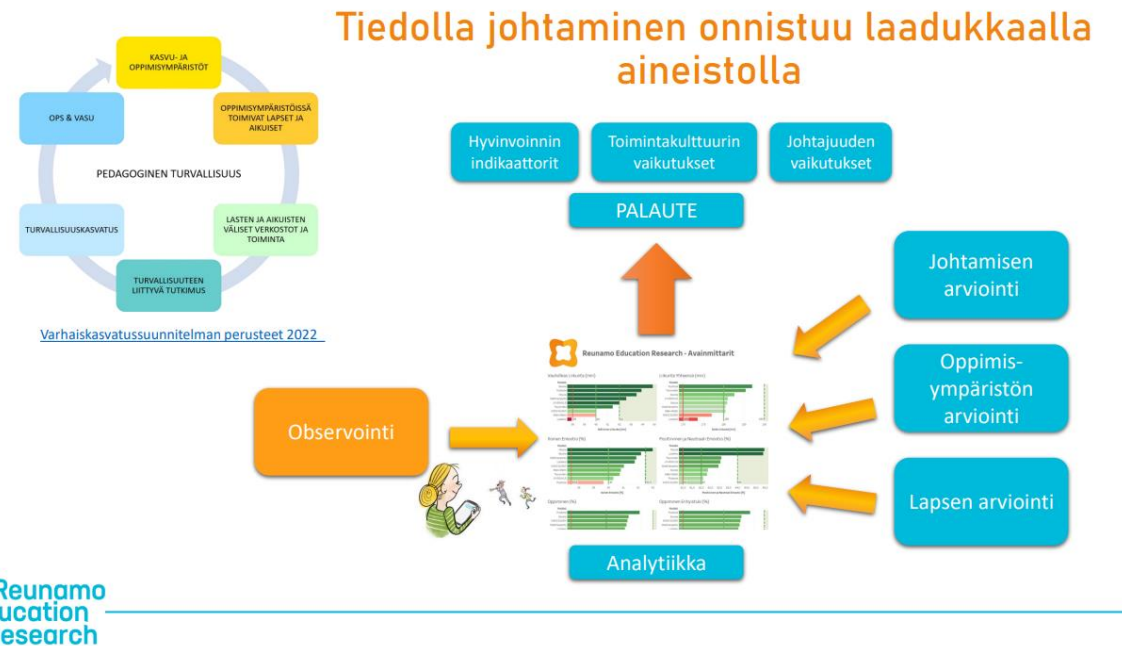 Tiedolla johtaminen onnistuu laadukkaalla
aineistolla
KASVU- JA
OPPIMISYMPÄRISTÖT
OPPIMISYMPÄRISTÖISSÄ
TOIMIVAT LAPSET JA
AIKUISET
LASTEN JA AIKUISTEN
VÄLISET VERKOSTOT JA
TOIMINTA
TURVALLISUUTEEN
LIITTYVÄ TUTKIMUS
TURVALLISUUSKASVATUS
OPS & VASU
PEDAGOGINEN TURVALLISUUS
Varhaiskasvatussuunnitelman perusteet 2022
Hyvinvoinnin
indikaattorit
Toimintakulttuurin
vaikutukset
Johtajuuden
vaikutukset
PALAUTE
Observointi
Reunamo Education Research - Avainmittarit
Analytiikka
Johtamisen
arviointi
Oppimis-
ympäristön
arviointi
Lapsen arviointi
Reunamo
ucation
esearch